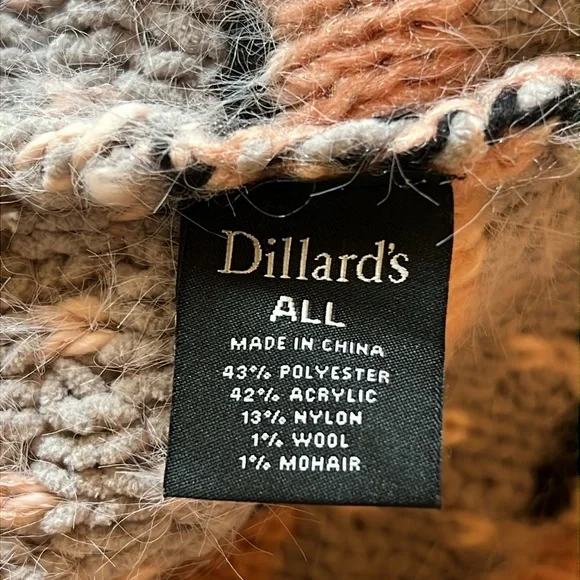 Dillard's
ALL
MADE IN CHINA
43% POLYESTER
42% ACRYLIC
13% NYLON
1% WOOL
1% MOHAIR